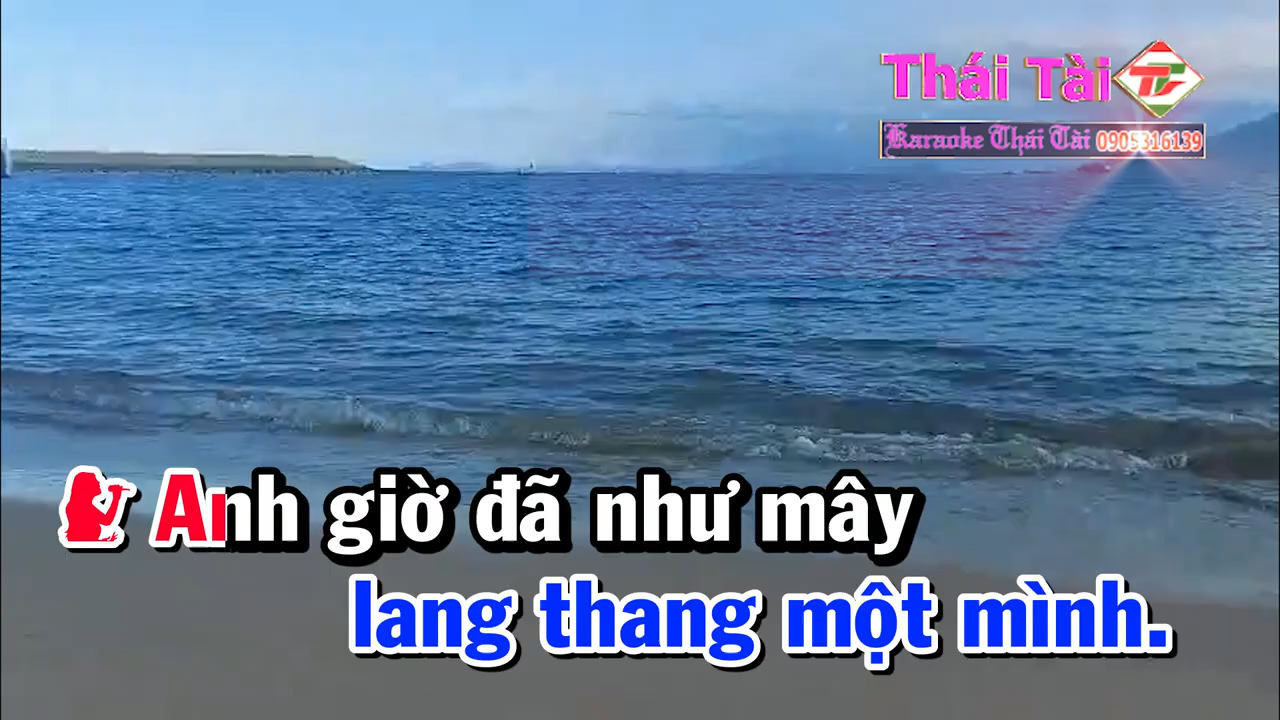 Thái Tài
Karaoke Thái Tài 0905316139
Anh giờ đã như mây
lang thang một mình.